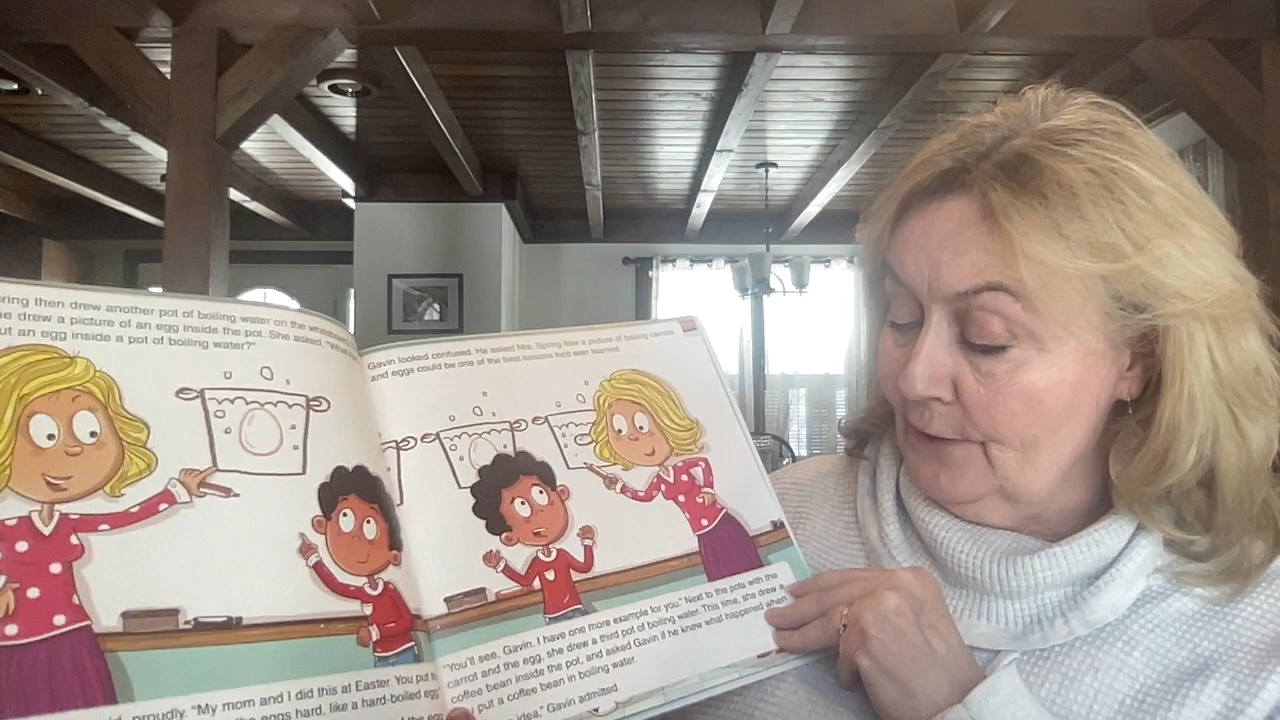 ring then drew another pot of boiling water on the whiteboard
e drew a picture of an egg inside the pot. She asked,
ut an egg inside a pot of boiling water?"
proudly. "My mom and I did this at Easter. You put
eggs hard, like a hard-boiled egg
the egg
Gavin looked confused. He asked Mrs. Spring how a picture of boiling carrots
and eggs could be one of the best lessons he'd ever learned.
"You'll see, Gavin. I have one more example for you." Next to the pots with the
carrot and the egg, she drew a third pot of boiling water. This time, she drew a
coffee bean inside the pot, and asked Gavin if he knew what happened when
put a coffee bean in boiling water.
idea," Gavin admitted